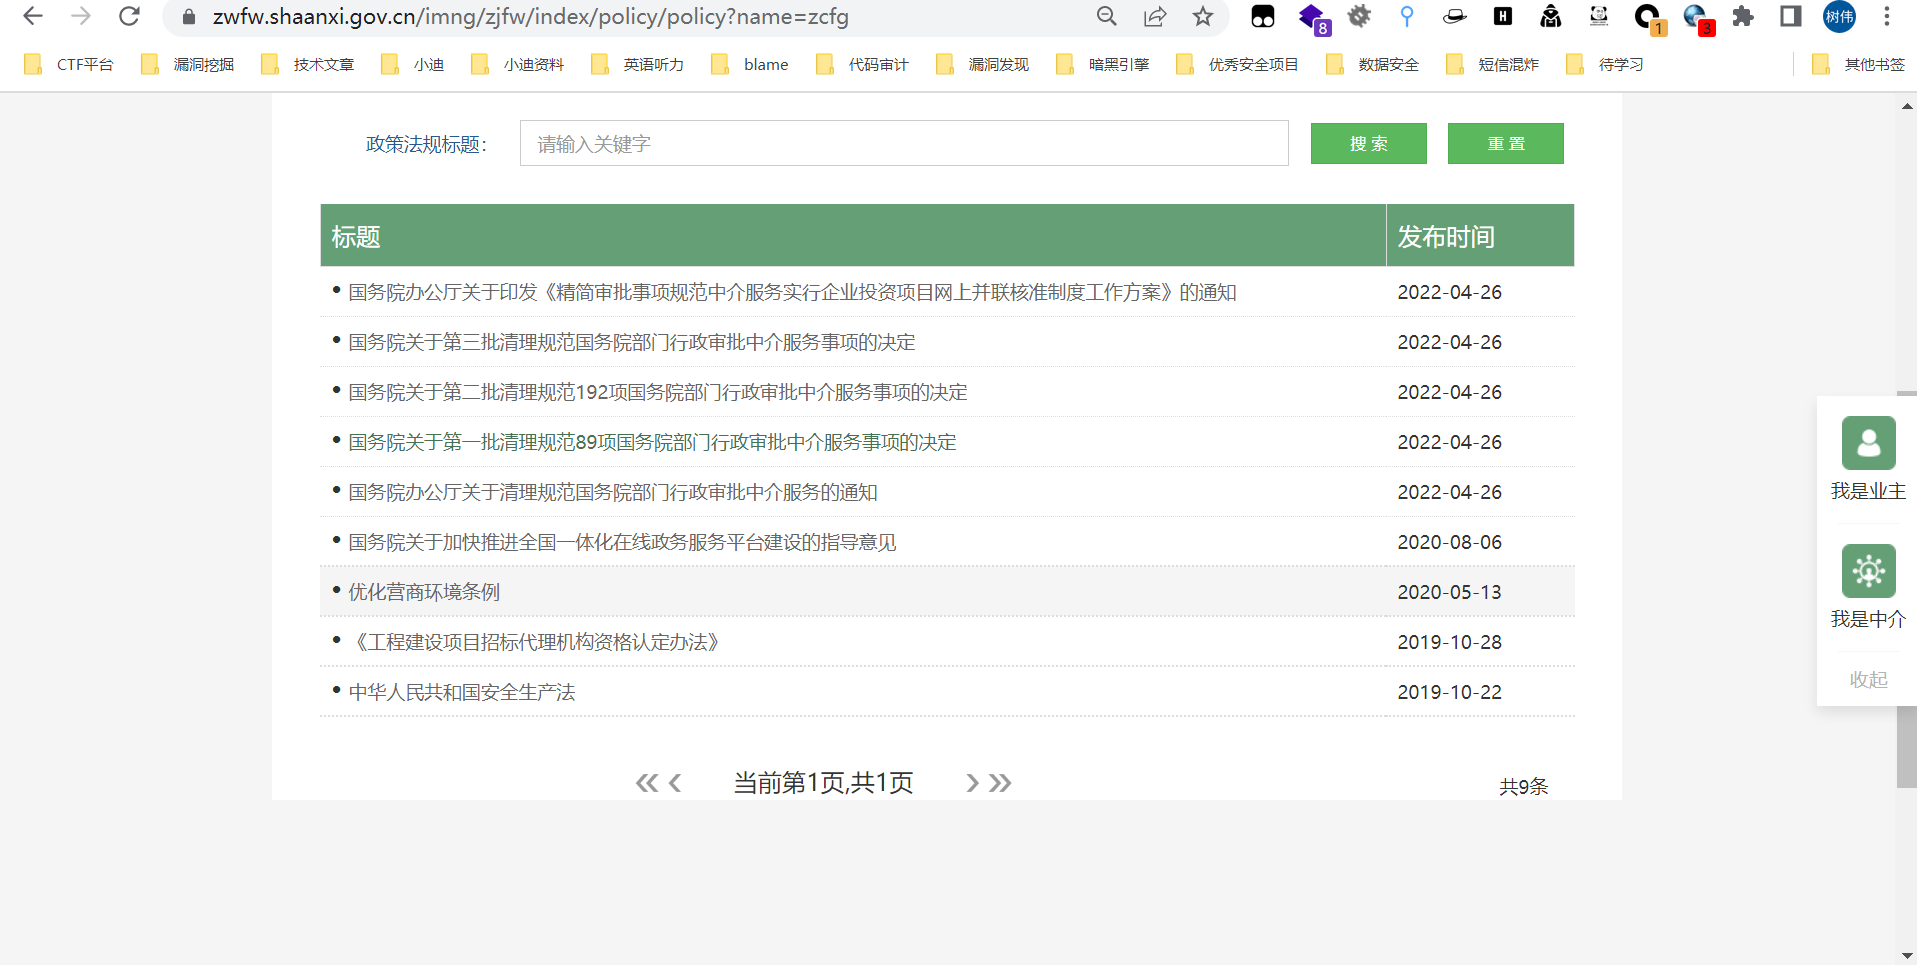 zwfw.shaanxi.gov.cn/imng/zjfw/index/policy/policy?name=zcfg
8
1
3
树伟
CTF平台 漏洞挖掘 技术文章 小迪 小迪资料 英语听力 blame 代码审计 漏洞发现 暗黑引擎 优秀安全项目 数据安全 短信混炸 待学习 其他书签
政策法规标题： 请输入关键字 搜 索 重 置
标题 发布时间
国务院办公厅关于印发《精简审批事项规范中介服务实行企业投资项目网上并联核准制度工作方案》的通知 2022-04-26
国务院关于第三批清理规范国务院部门行政审批中介服务事项的决定 2022-04-26
国务院关于第二批清理规范192项国务院部门行政审批中介服务事项的决定 2022-04-26
国务院关于第一批清理规范89项国务院部门行政审批中介服务事项的决定 2022-04-26
国务院办公厅关于清理规范国务院部门行政审批中介服务的通知 2022-04-26
国务院关于加快推进全国一体化在线政务服务平台建设的指导意见 2020-08-06
优化营商环境条例 2020-05-13
《工程建设项目招标代理机构资格认定办法》 2019-10-28
中华人民共和国安全生产法 2019-10-22
当前第1页,共1页 共9条
我是业主
我是中介
收起